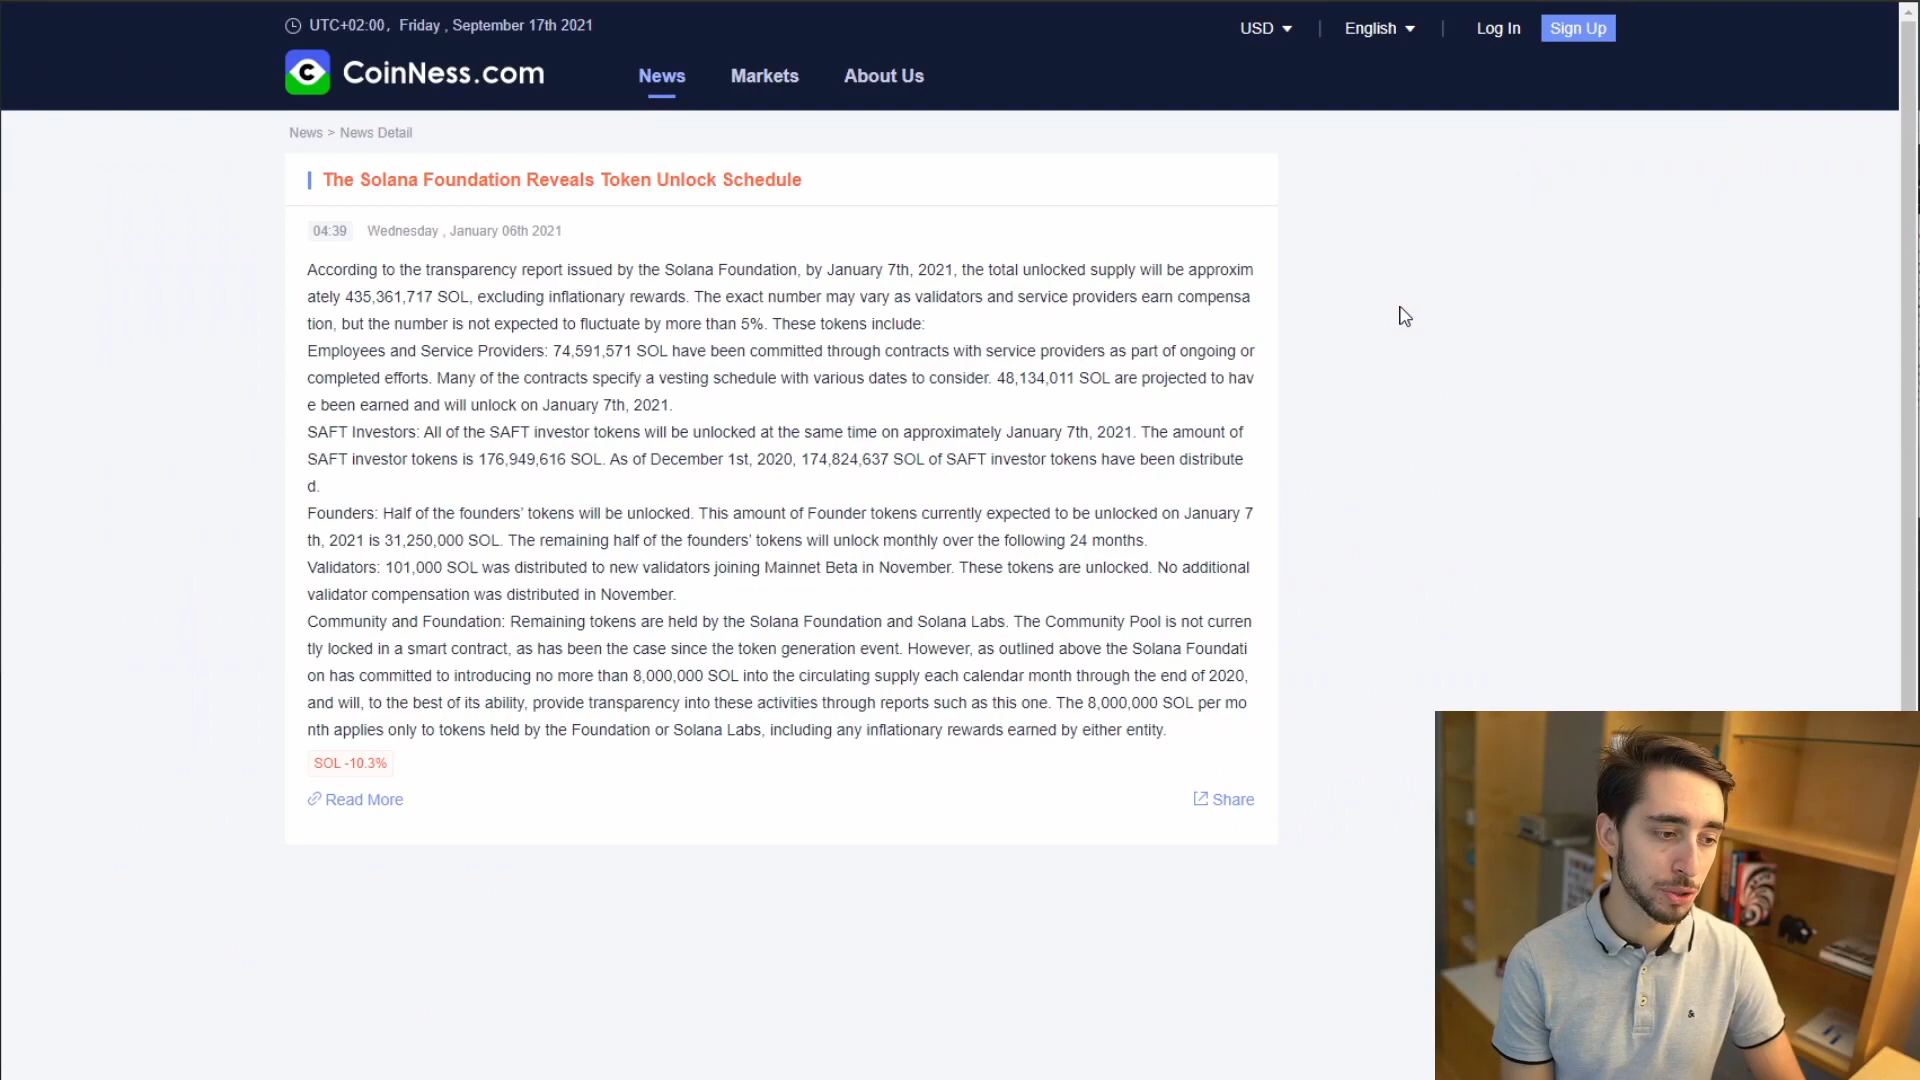 UTC+02:00, Friday , September 17th 2021
USD
English
Log In
Sign Up
CoinNess.com
News
Markets
About Us
News > News Detail
The Solana Foundation Reveals Token Unlock Schedule
04:39 Wednesday , January 06th 2021
According to the transparency report issued by the Solana Foundation, by January 7th, 2021, the total unlocked supply will be approxim
ately 435,361,717 SOL, excluding inflationary rewards. The exact number may vary as validators and service providers earn compensa
tion, but the number is not expected to fluctuate by more than 5%. These tokens include:
Employees and Service Providers: 74,591,571 SOL have been committed through contracts with service providers as part of ongoing or
completed efforts. Many of the contracts specify a vesting schedule with various dates to consider. 48,134,011 SOL are projected to hav
e been earned and will unlock on January 7th, 2021.
SAFT Investors: All of the SAFT investor tokens will be unlocked at the same time on approximately January 7th, 2021. The amount of
SAFT investor tokens is 176,949,616 SOL. As of December 1st, 2020, 174,824,637 SOL of SAFT investor tokens have been distribute
d.
Founders: Half of the founders' tokens will be unlocked. This amount of Founder tokens currently expected to be unlocked on January 7
th, 2021 is 31,250,000 SOL. The remaining half of the founders' tokens will unlock monthly over the following 24 months.
Validators: 101,000 SOL was distributed to new validators joining Mainnet Beta in November. These tokens are unlocked. No additional
validator compensation was distributed in November.
Community and Foundation: Remaining tokens are held by the Solana Foundation and Solana Labs. The Community Pool is not curren
tly locked in a smart contract, as has been the case since the token generation event. However, as outlined above the Solana Foundati
on has committed to introducing no more than 8,000,000 SOL into the circulating supply each calendar month through the end of 2020,
and will, to the best of its ability, provide transparency into these activities through reports such as this one. The 8,000,000 SOL per mo
nth applies only to tokens held by the Foundation or Solana Labs, including any inflationary rewards earned by either entity.
SOL -10.3%
Read More
Share